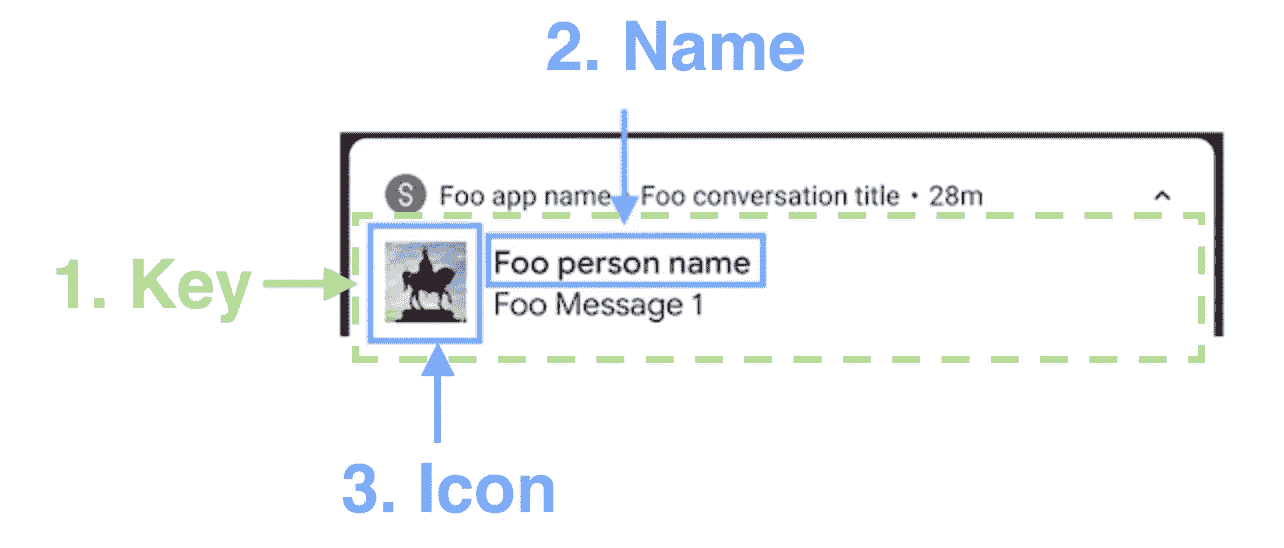 2. Name
S Foo app name • Foo conversation title • 28m
1. Key
Foo person name
Foo Message 1
3. Icon